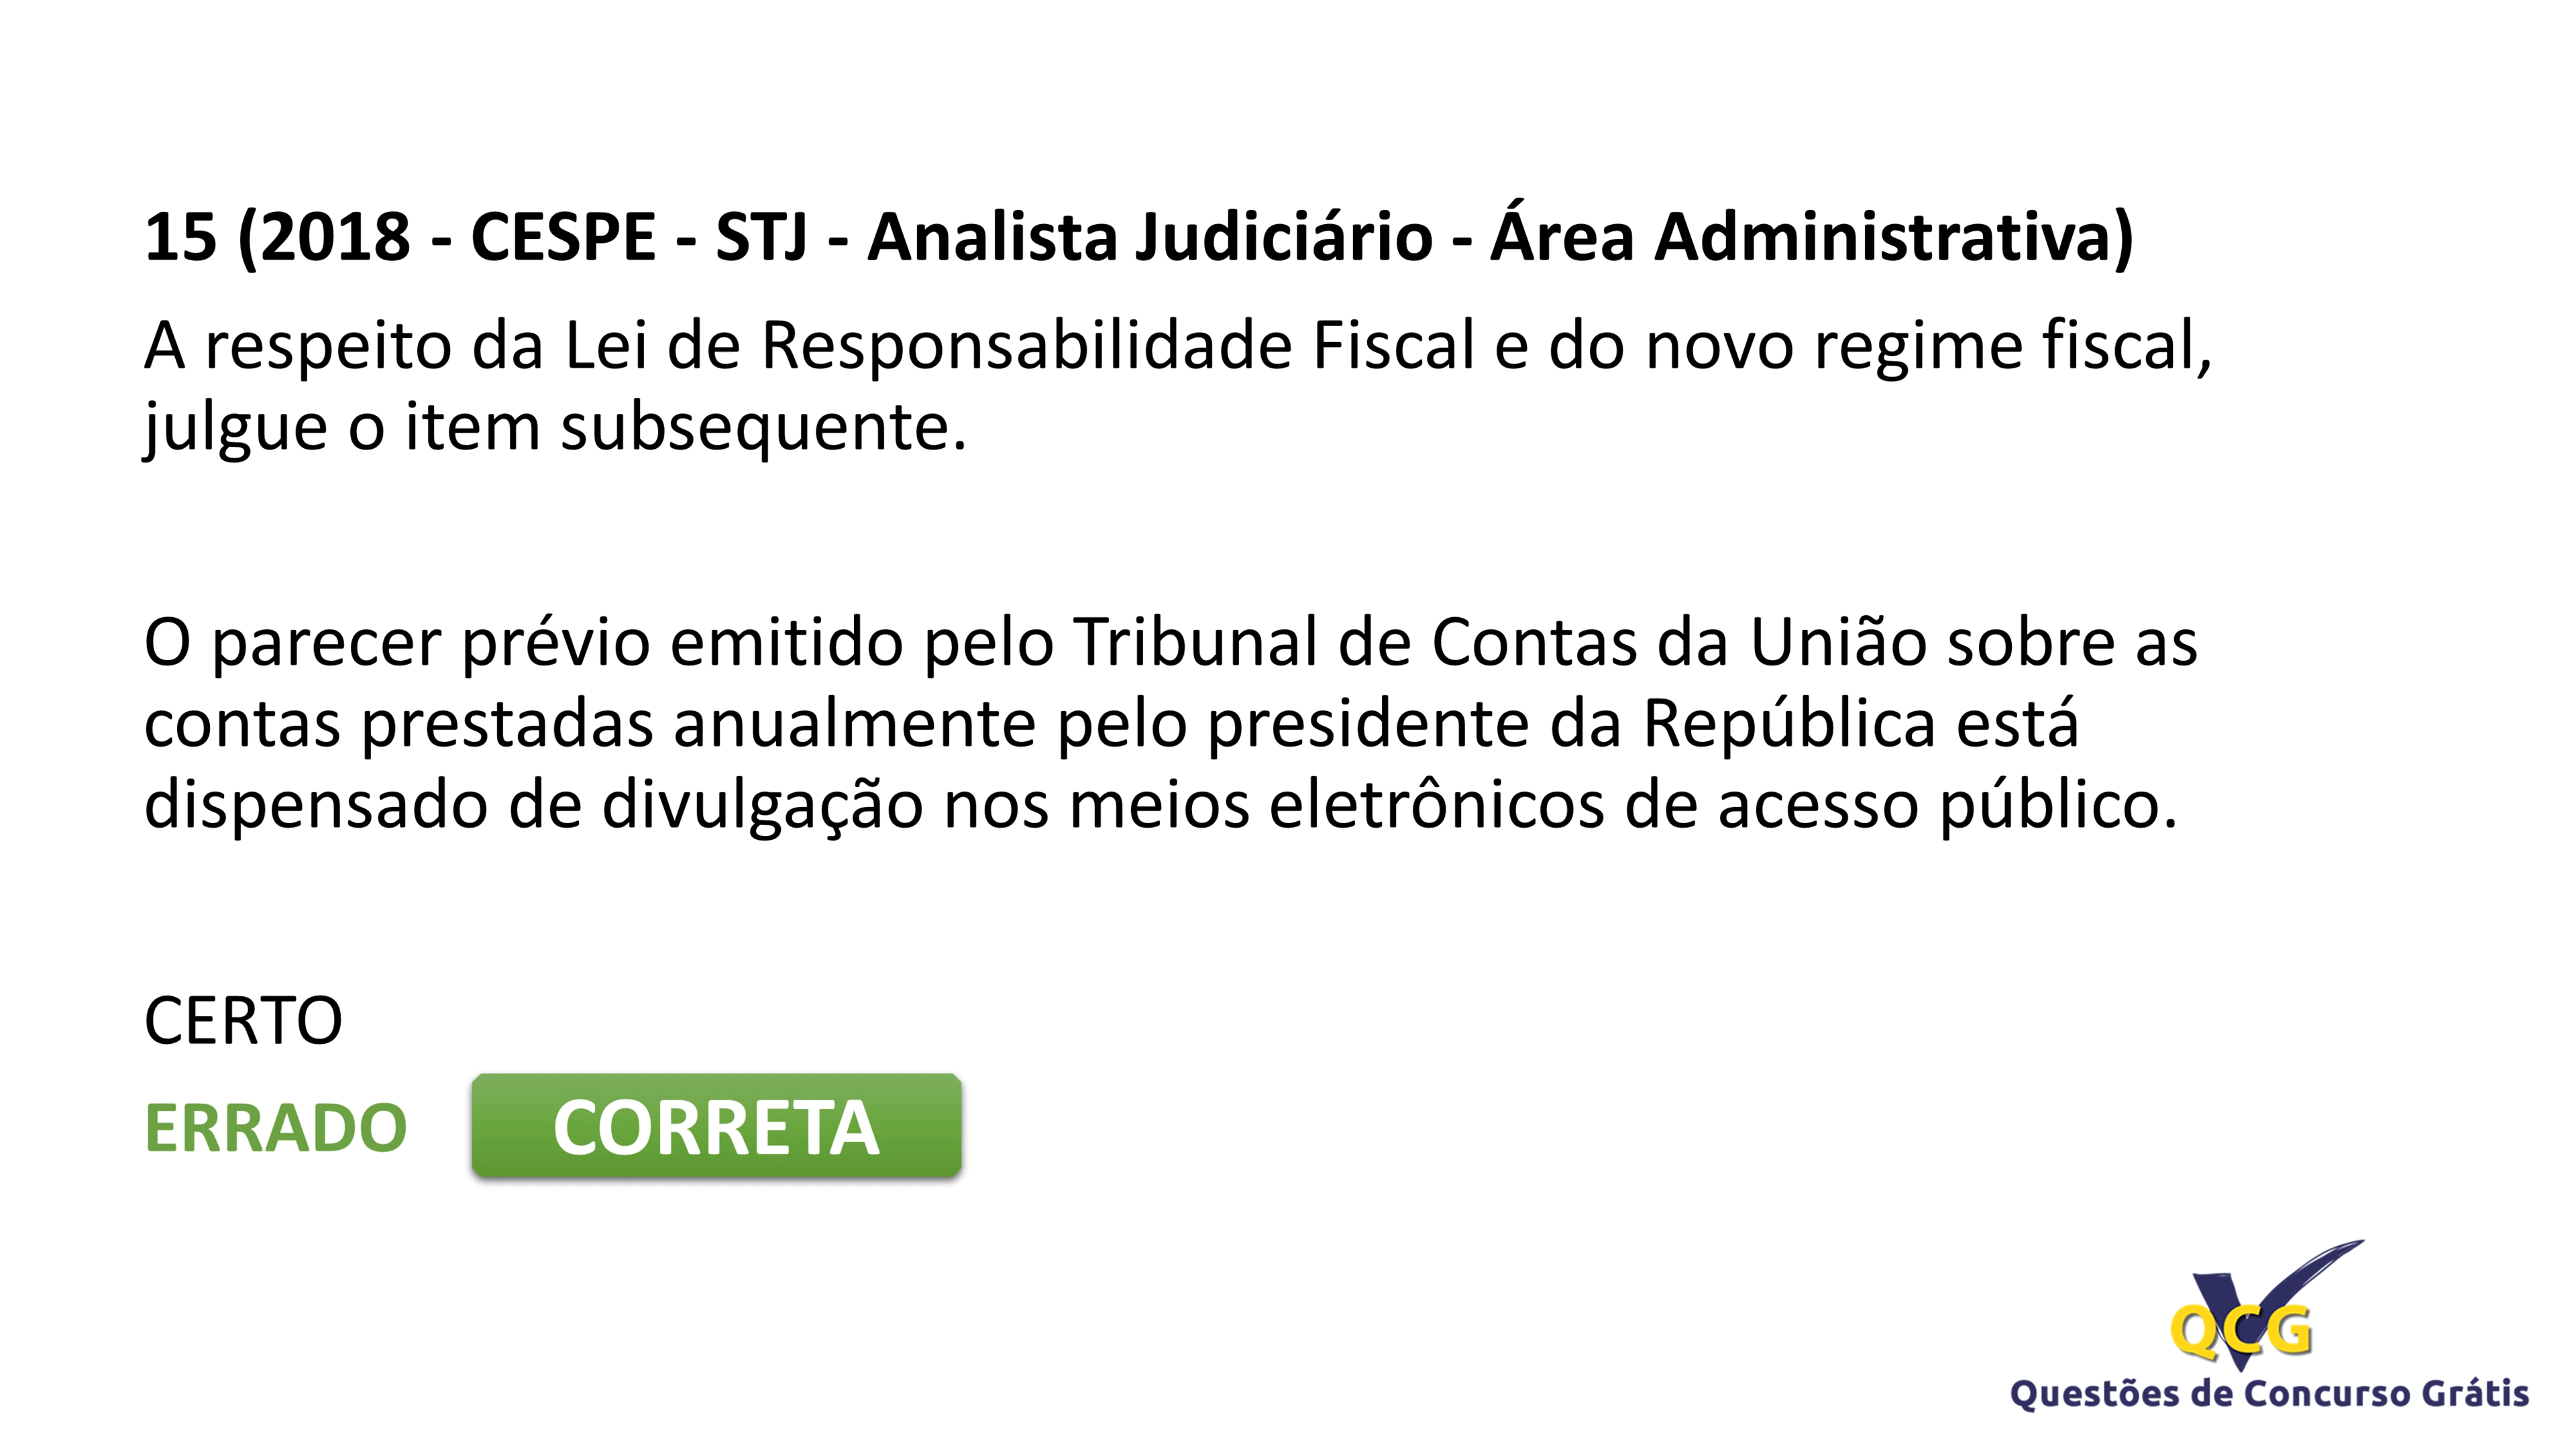 15 (2018 - CESPE - STJ - Analista Judiciário - Área Administrativa)
A respeito da Lei de Responsabilidade Fiscal e do novo regime fiscal,
julgue o item subsequente.
O parecer prévio emitido pelo Tribunal de Contas da União sobre as
contas prestadas anualmente pelo presidente da República está
dispensado de divulgação nos meios eletrônicos de acesso público.
CERTO
ERRADO CORRETA
QCG
Questões de Concurso Grátis